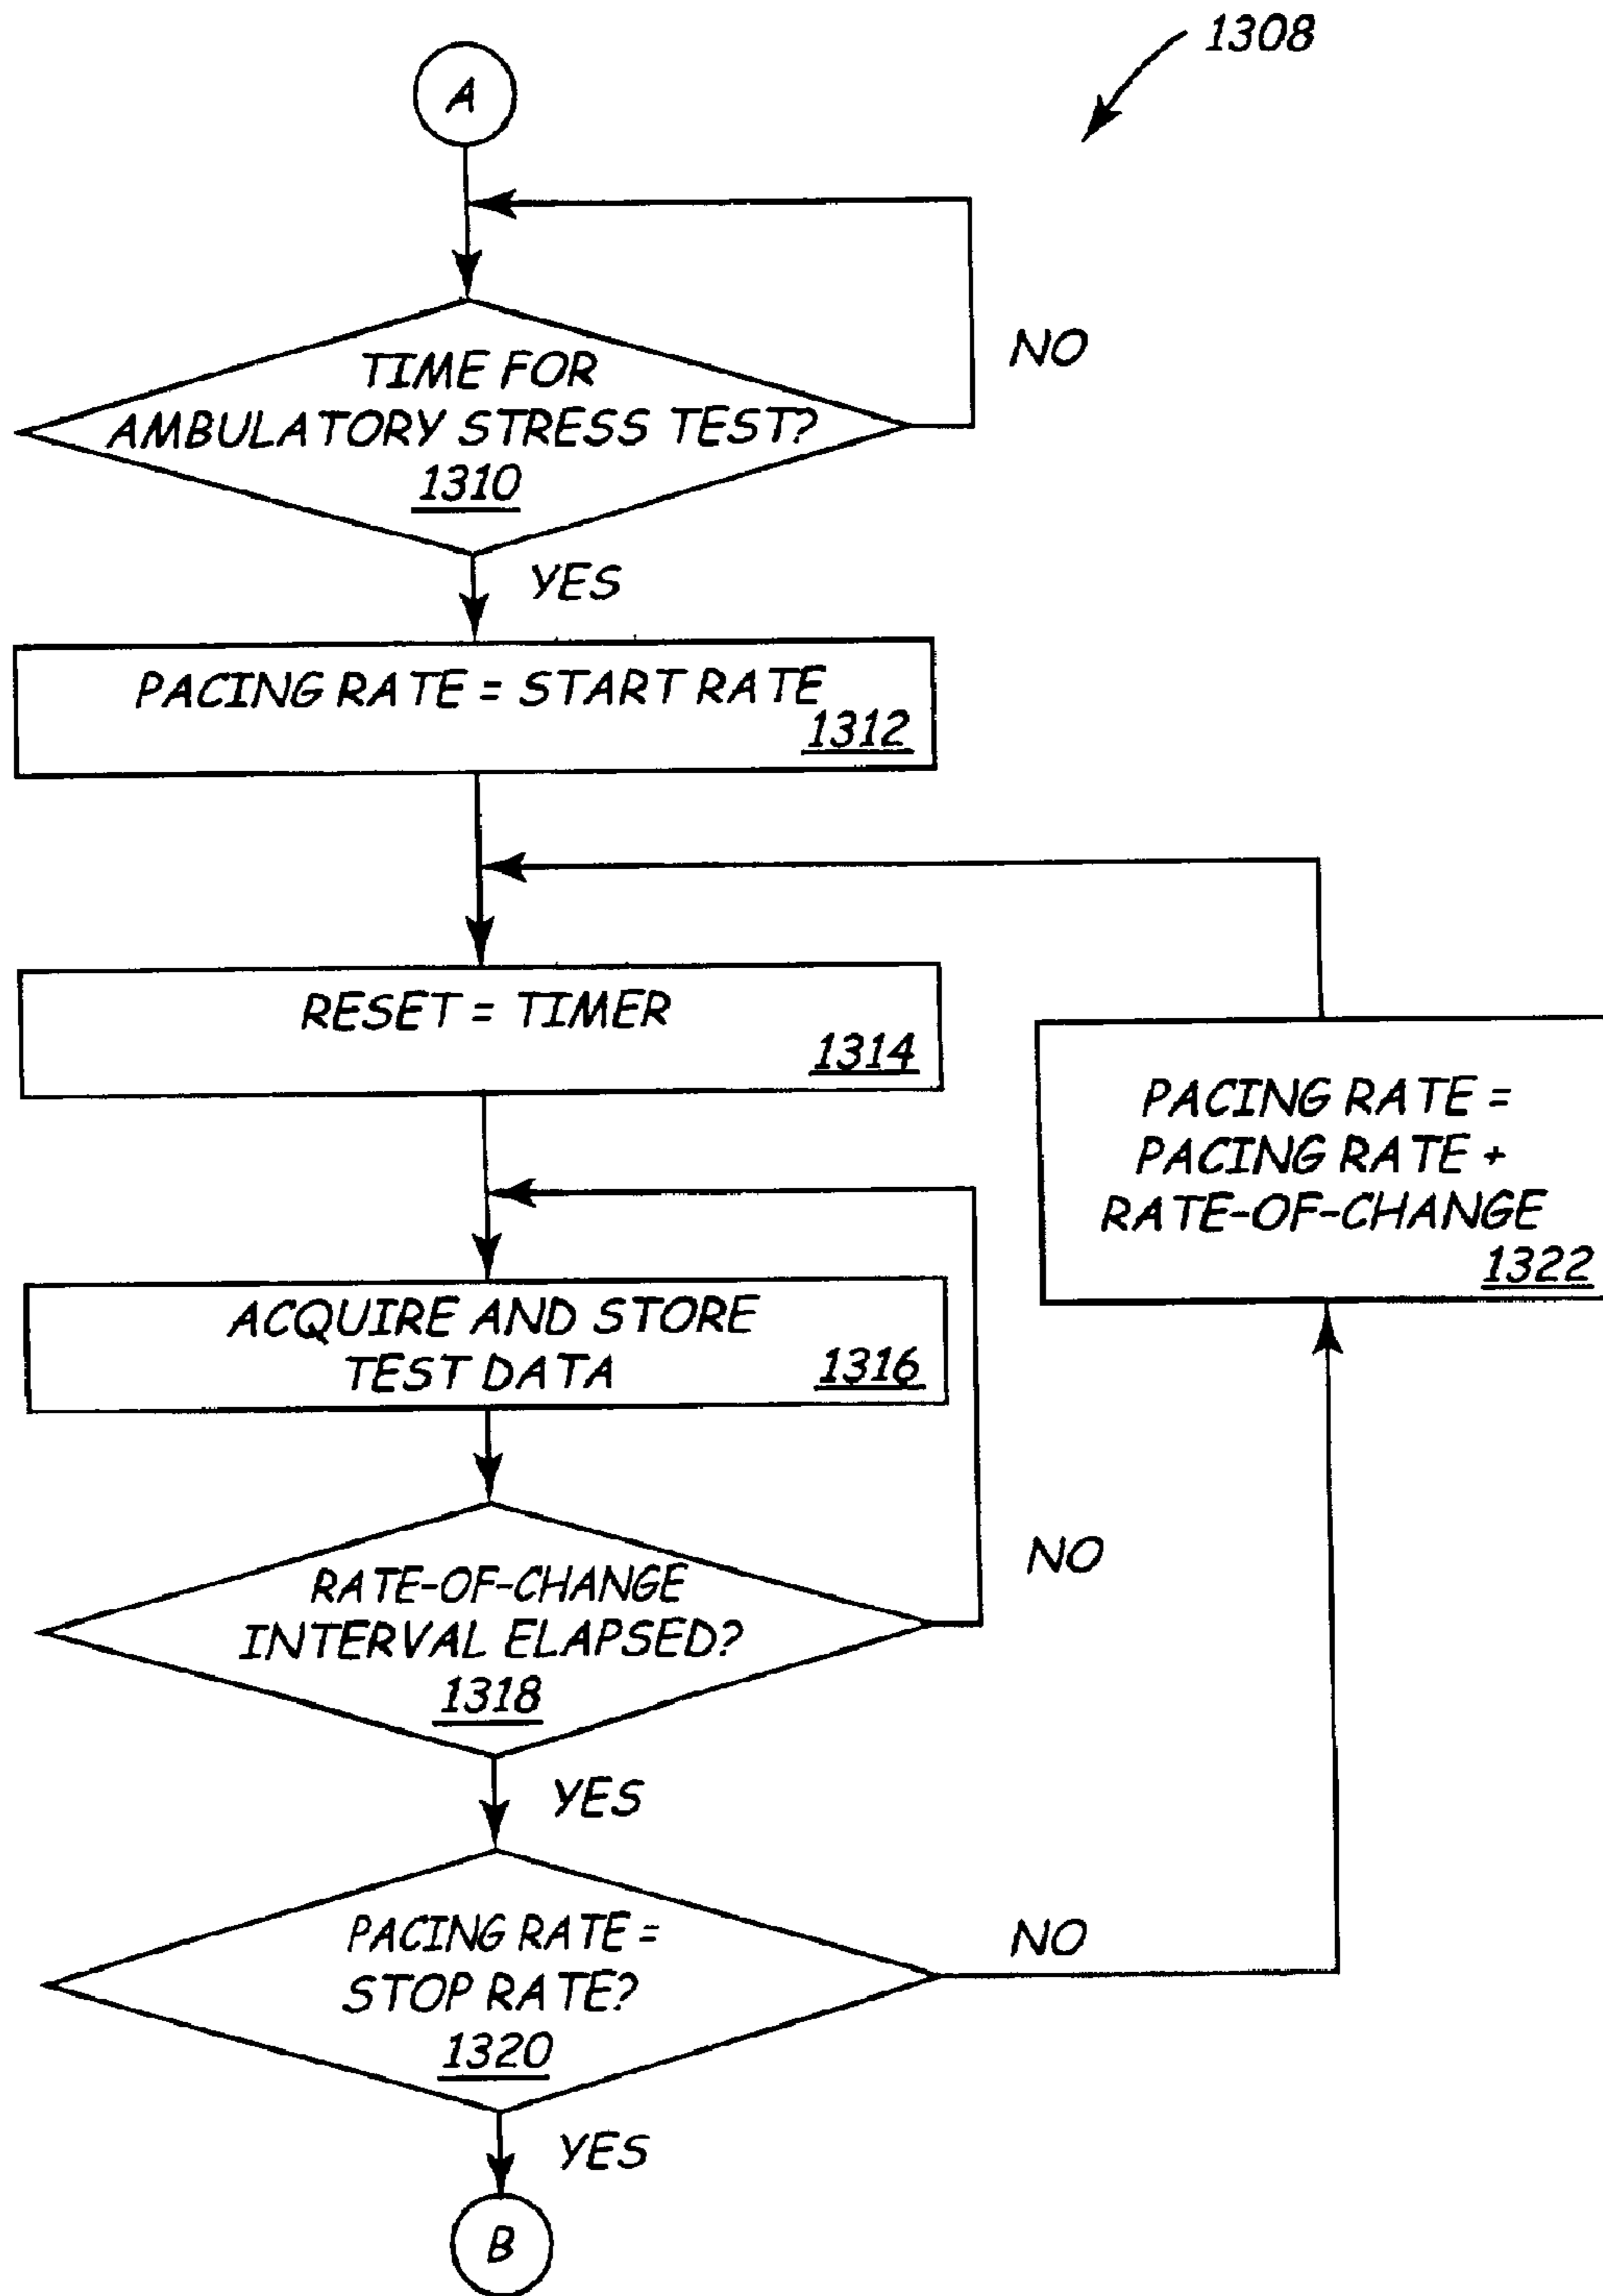 1308
A
TIME FOR
AMBULATORY STRESS TEST?
1310
NO
YES
PACING RATE = START RATE
1312
RESET = TIMER
1314
PACING RATE =
PACING RATE +
RATE-OF-CHANGE
1322
ACQUIRE AND STORE
TEST DATA
1316
RATE-OF-CHANGE
INTERVAL ELAPSED?
1318
NO
YES
PACING RATE =
STOP RATE?
1320
NO
YES
B